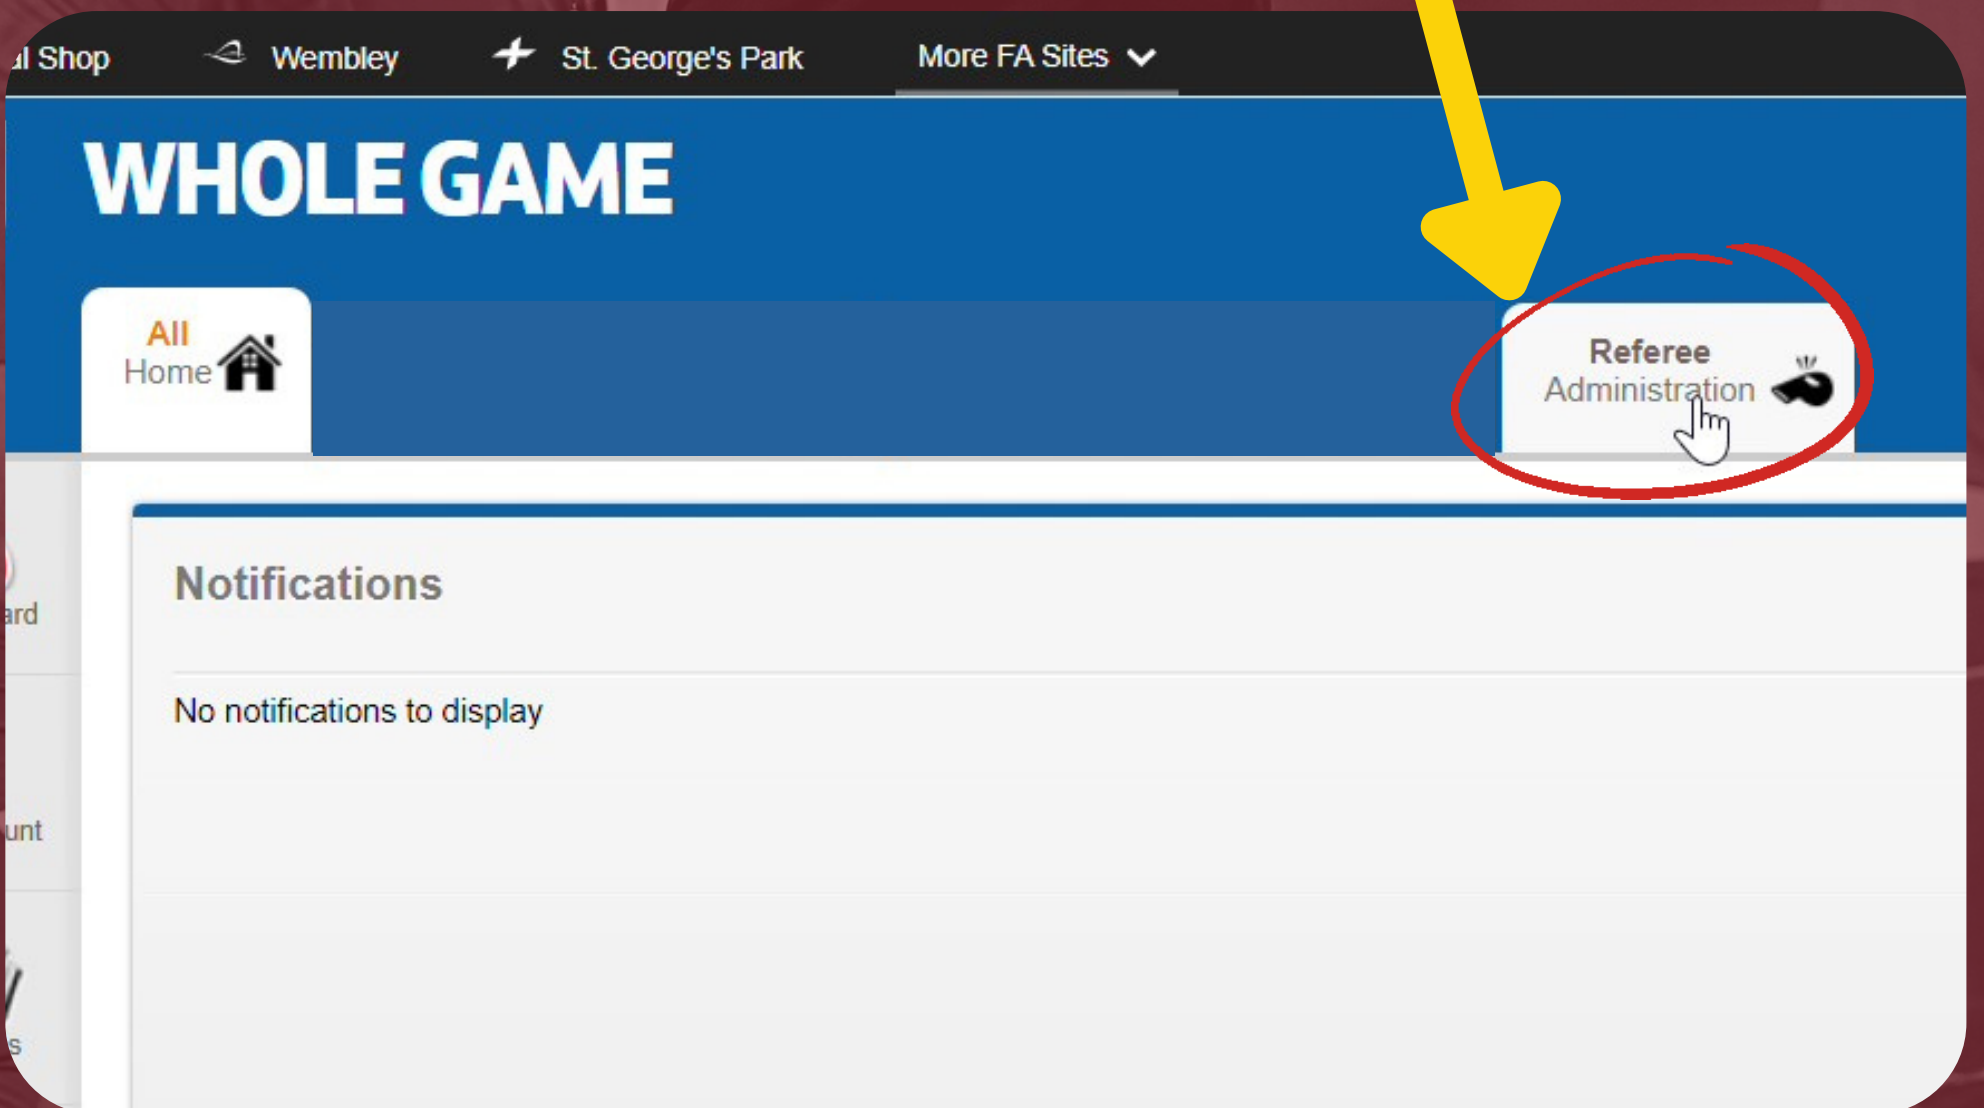 Shop
Wembley
St. George's Park
More FA Sites
WHOLE GAME
All
Home
Referee
Administration
Notifications
No notifications to display